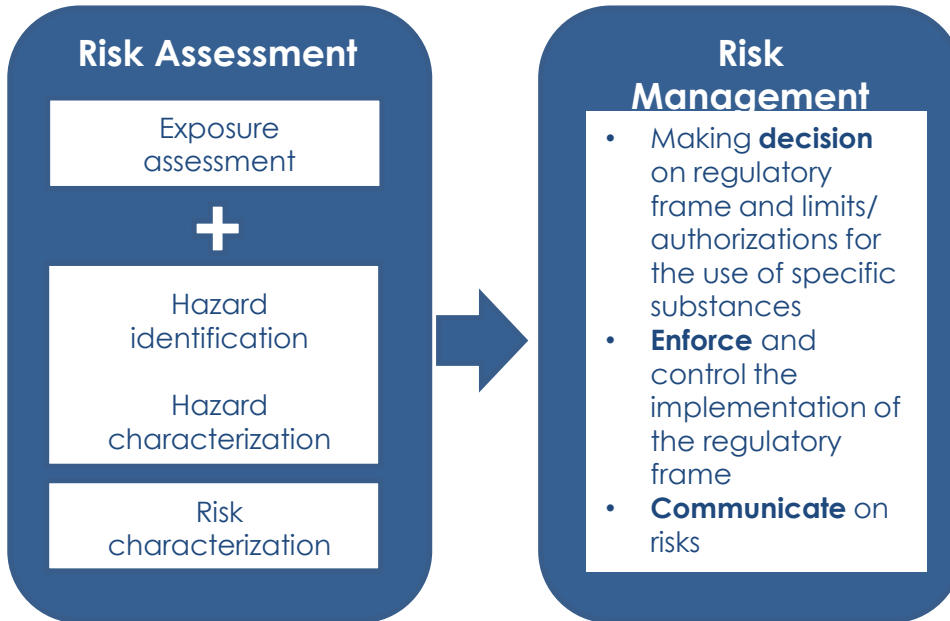 Risk Assessment
Exposure
assessment
+
Hazard
identification
Hazard
characterization
Risk
characterization
Risk
Management
• Making decision
on regulatory
frame and limits/
authorizations for
the use of specific
substances
• Enforce and
control the
implementation of
the regulatory
frame
• Communicate on
risks